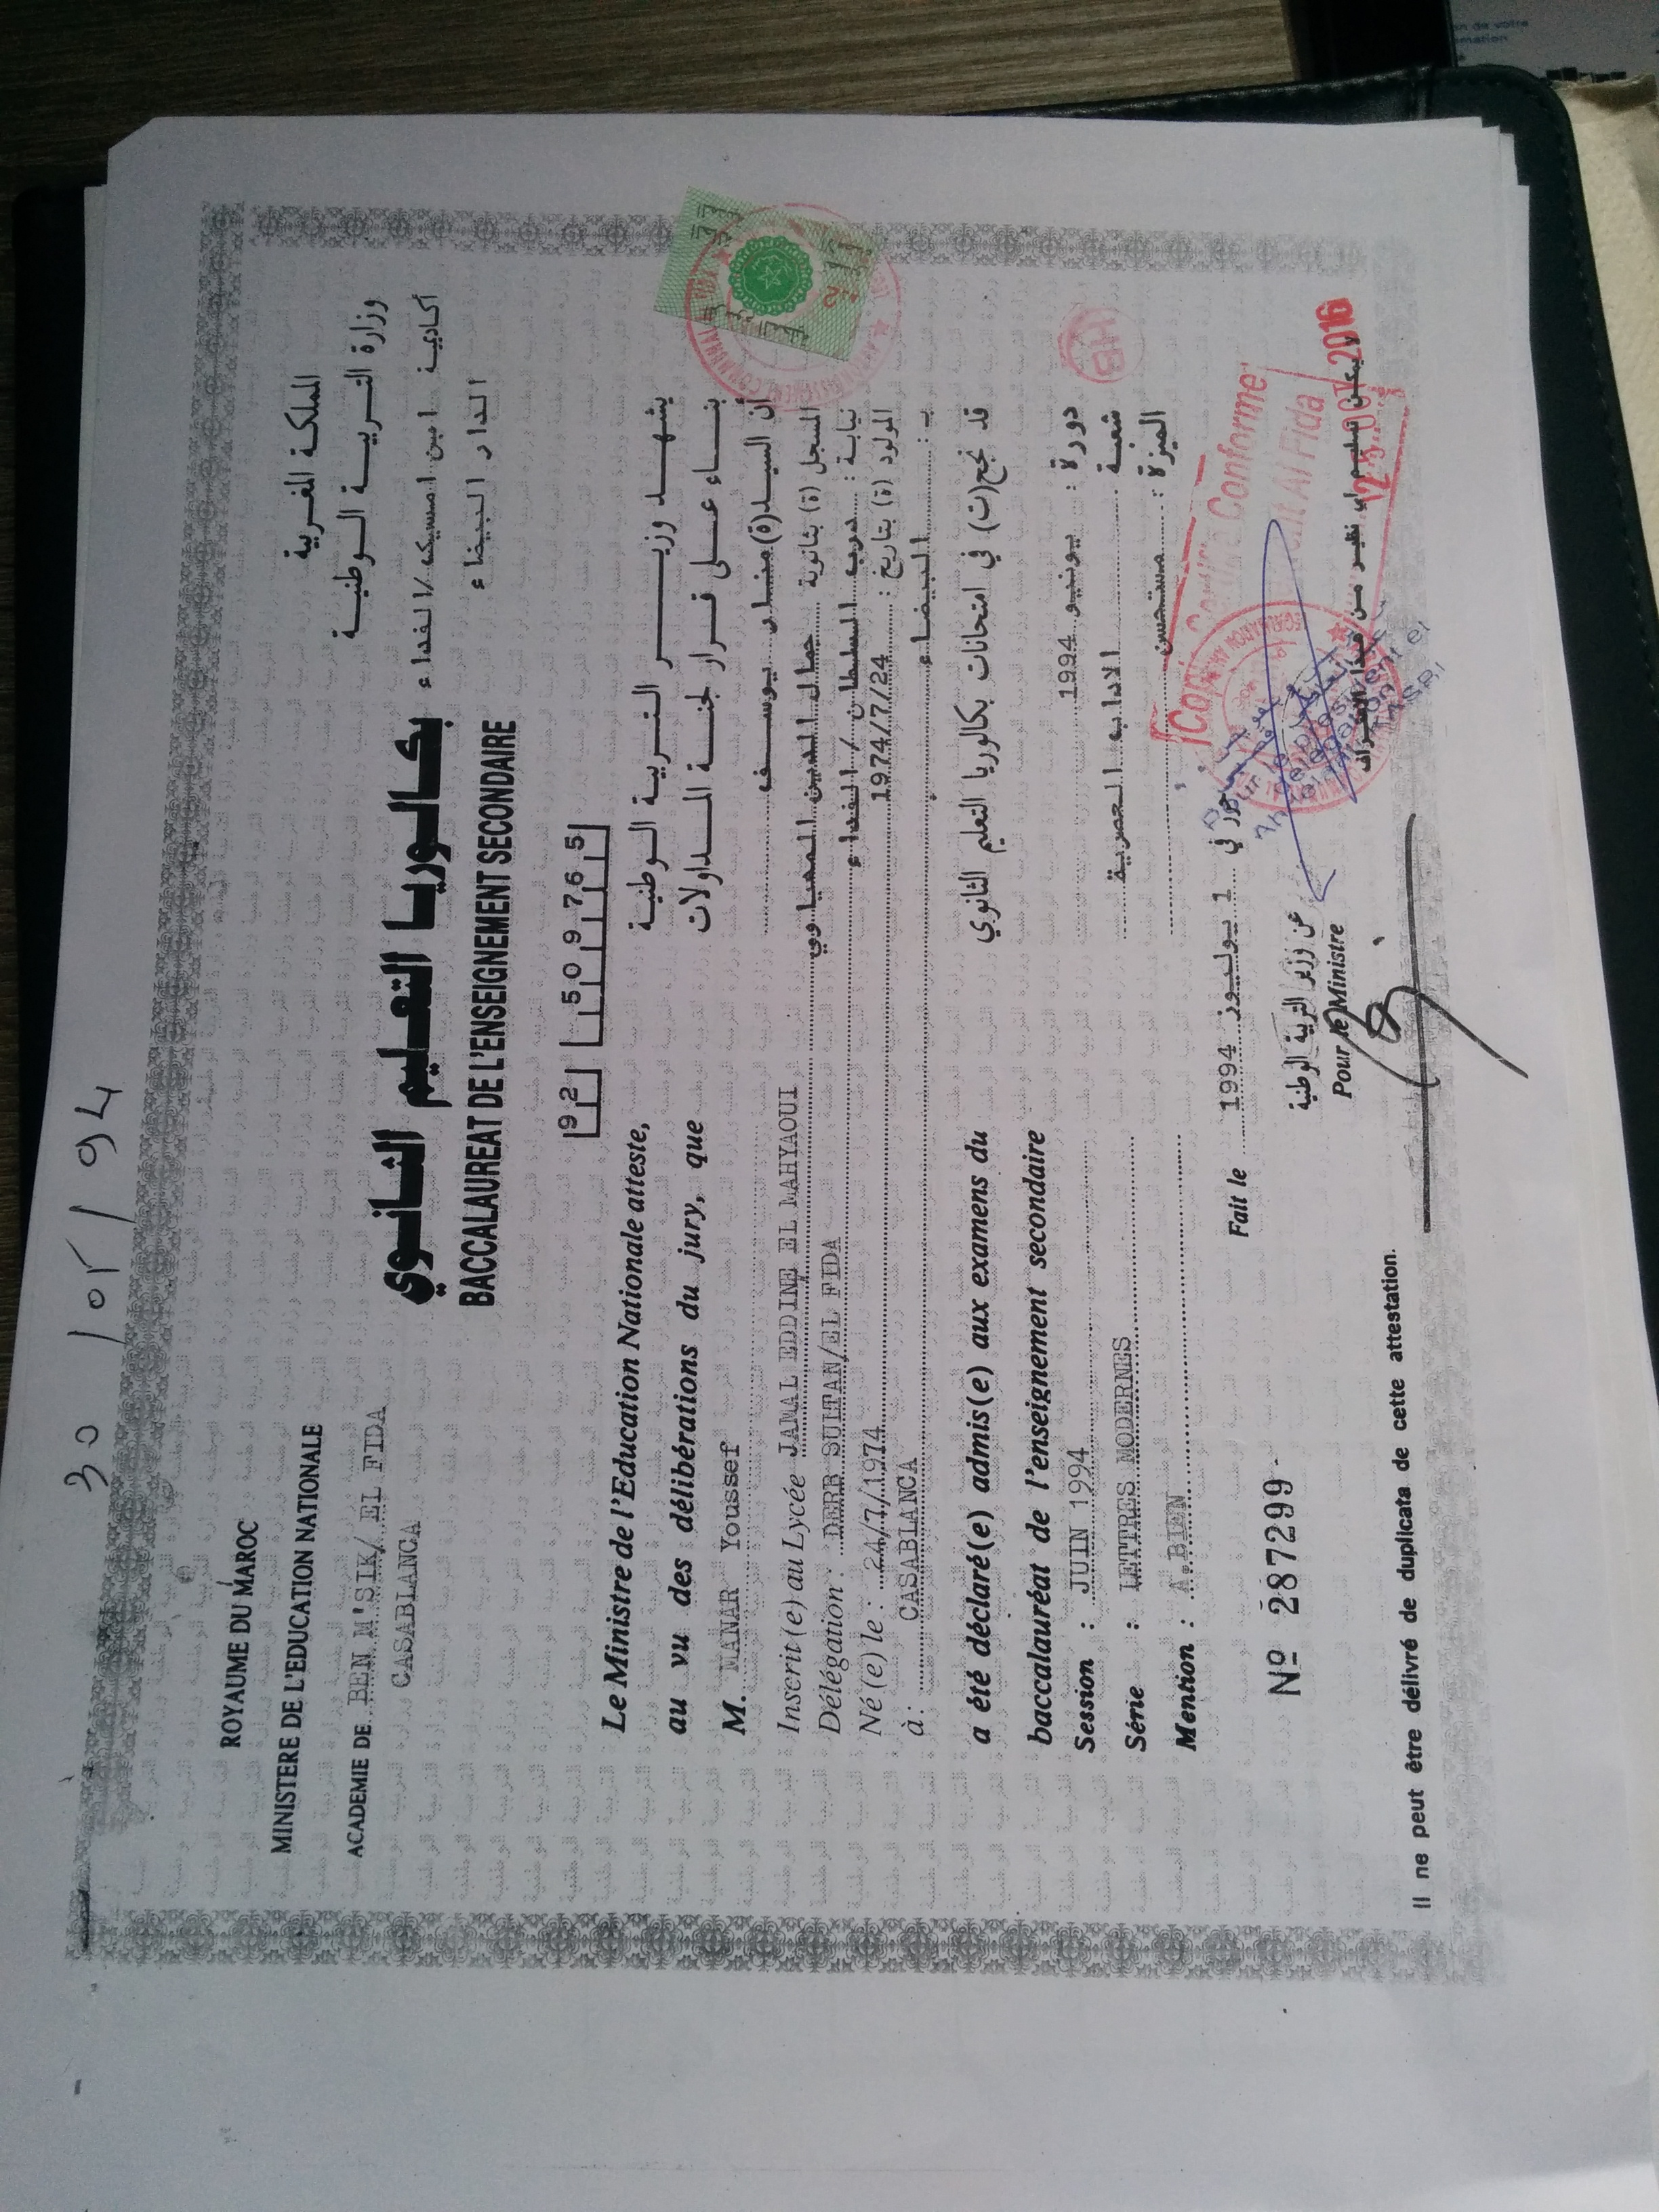 30/05/94
ROYAUME DU MAROC
MINISTERE DE L'EDUCATION NATIONALE
ACADEMIE DE BEN M'SIK/ EL FIDA
CASABLANCA
المملكة المغربية
وزارة التربية الوطنية
أكاديمية ابن امسيك/الفداء
الدار البيضاء
بكالوريا التعليم الثانوي
BACCALAUREAT DE L'ENSEIGNEMENT SECONDAIRE
92 509765
Le Ministre de l'Education Nationale atteste,
au vu des délibérations du jury, que
M. MANAR Youssef
Inscrit (e) au Lycée JAMAL EDDINE EL MAHYAOUI
Délégation : DERB SULTAN/EL FIDA
Né (e) le : 24/7/1974
à : CASABLANCA
a été déclaré(e) admis(e) aux examens du
baccalauréat de l'enseignement secondaire
Session : JUIN 1994
Série : LETTRES MODERNES
Mention : A.BIEN
يشهد وزير التربية الوطنية
بناء على قرار لجنة المداولات
أن السيد(ة) منار يوسف
المسجل (ة) بثانوية جمال الدين المهياوي
نيابة : درب السلطان / الفداء
المولود (ة) بتاريخ : 1974/7/24
ب : البيضاء
قد نجح(ت) في امتحانات بكالوريا التعليم الثانوي
دورة : يونيو 1994
شعبة : الاداب العصرية
الميزة : مستحسن
HB
Fait le 1 يوليوز 1994 حرر في
عن وزير التربية الوطنية
Pour le Ministre
Nº 287299
Copie Certifiée Conforme
Al Fida
12 OCT 2016
Il ne peut être délivré de duplicata de cette attestation.